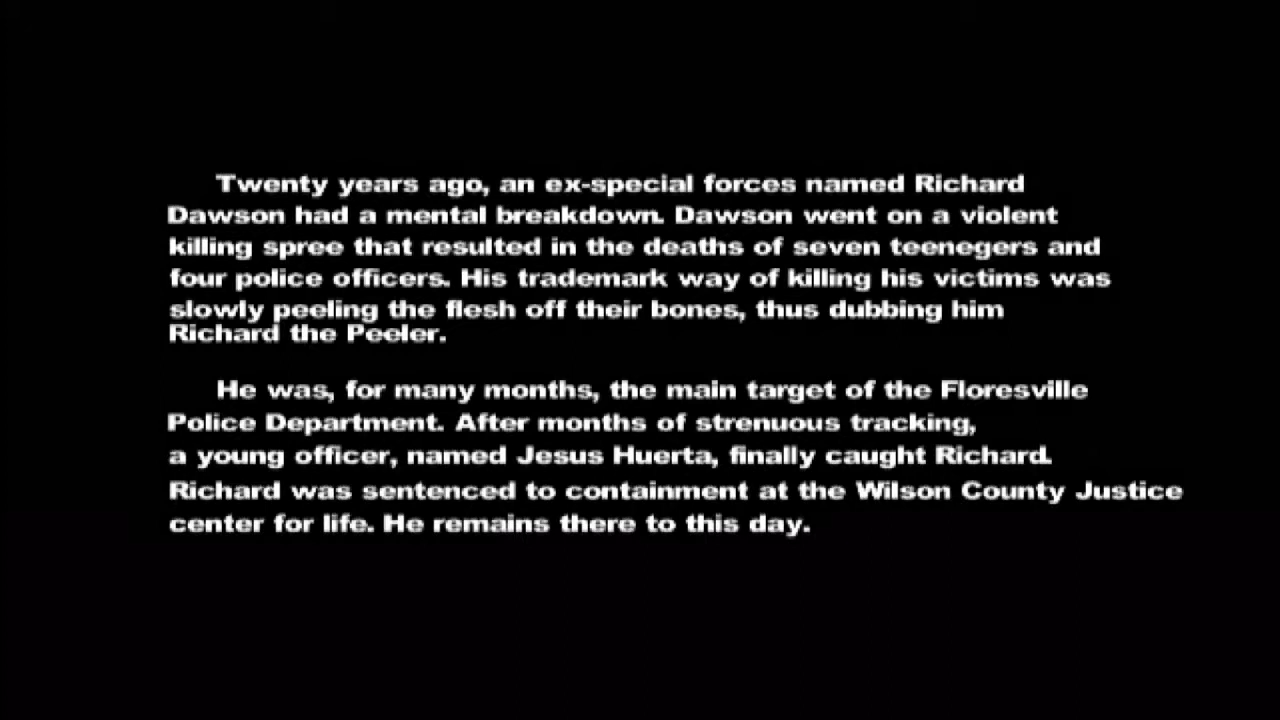 Twenty years ago, an ex-special forces named Richard
Dawson had a mental breakdown. Dawson went on a violent
killing spree that resulted in the deaths of seven teenegers and
four police officers. His trademark way of killing his victims was
slowly peeling the flesh off their bones, thus dubbing him
Richard the Peeler.
He was, for many months, the main target of the Floresville
Police Department. After months of strenuous tracking,
a young officer, named Jesus Huerta, finally caught Richard.
Richard was sentenced to containment at the Wilson County Justice
center for life. He remains there to this day.